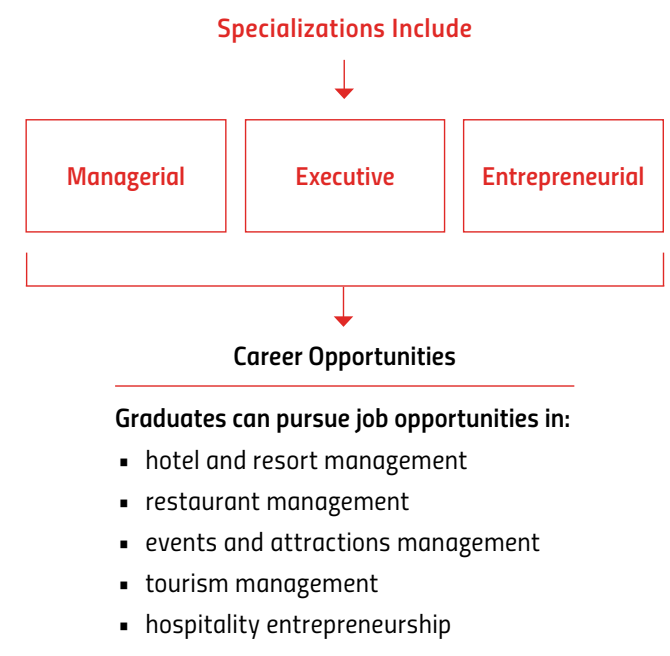 Specializations Include
Managerial
Executive
Entrepreneurial
Career Opportunities
Graduates can pursue job opportunities in:
▪ hotel and resort management
▪ restaurant management
▪ events and attractions management
▪ tourism management
▪ hospitality entrepreneurship